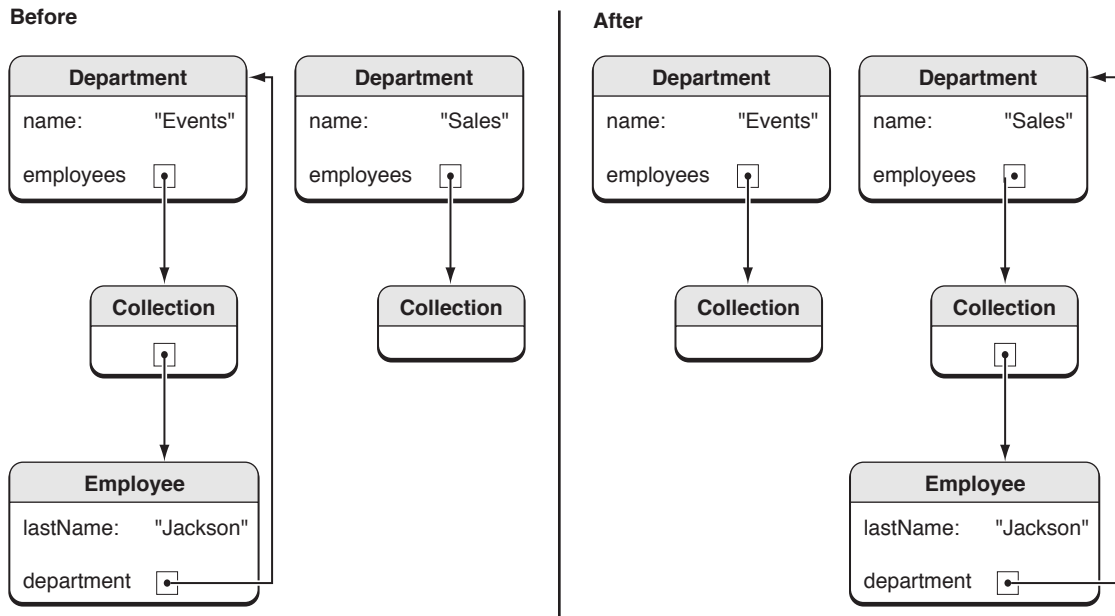 Before
Department
name: "Events"
employees
Department
name: "Sales"
employees
Collection
Collection
Employee
lastName: "Jackson"
department
After
Department
name: "Events"
employees
Department
name: "Sales"
employees
Collection
Collection
Employee
lastName: "Jackson"
department